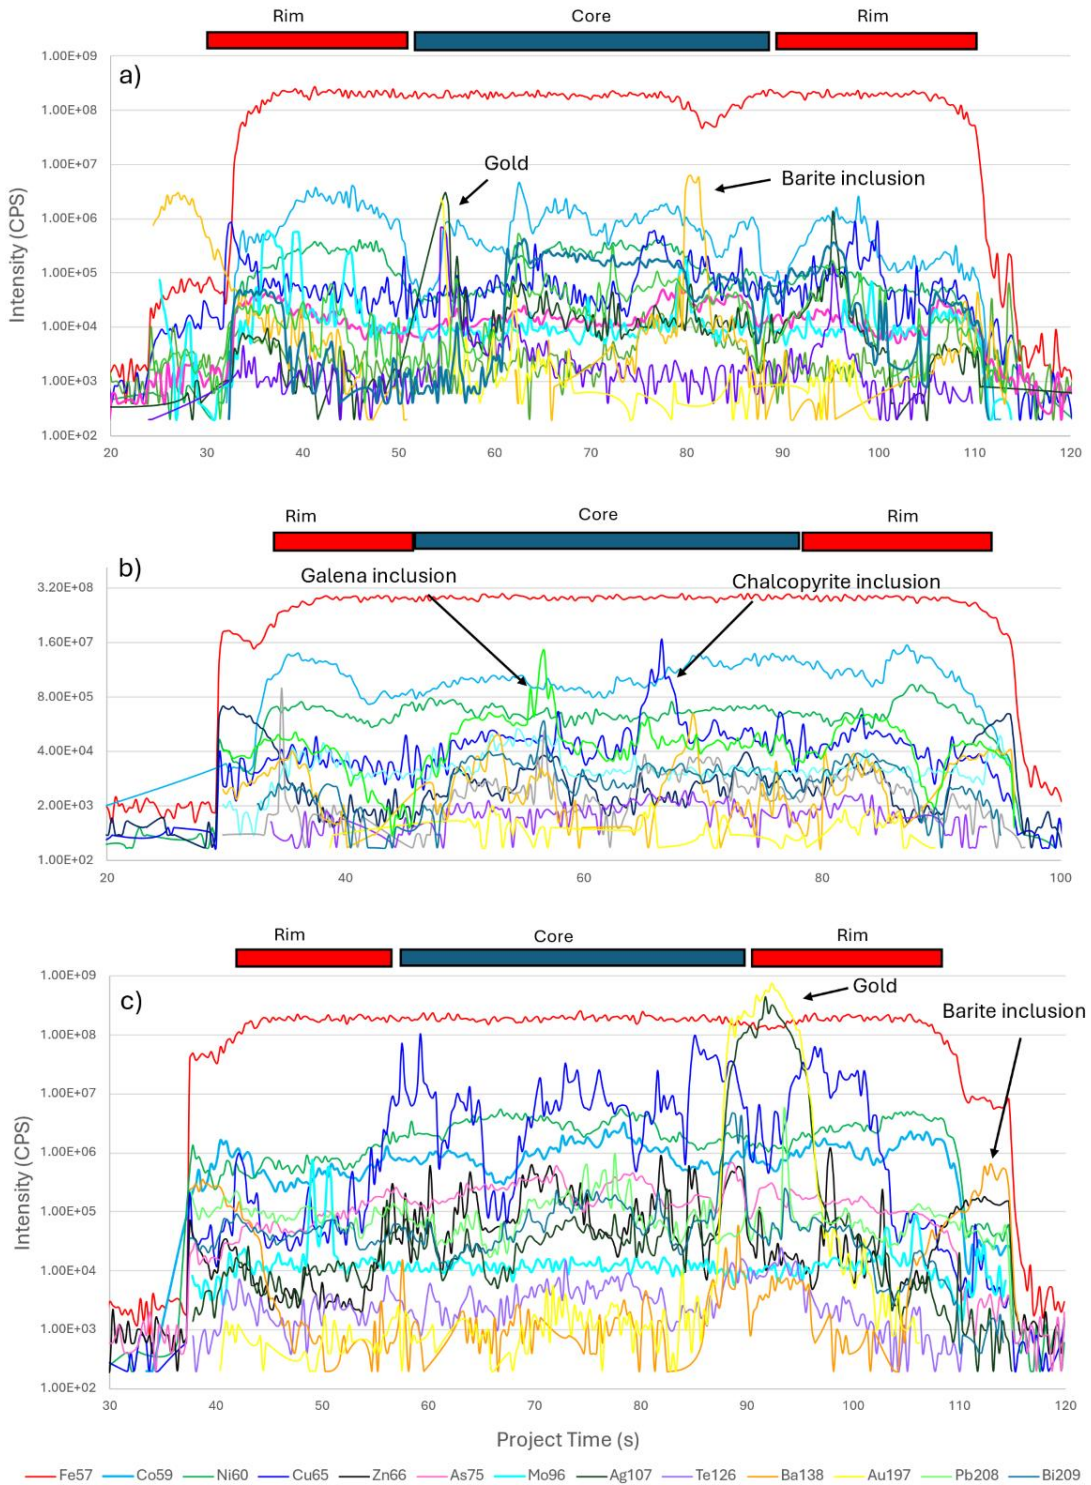 Rim Core Rim
a)
1.00E+09
1.00E+08
1.00E+07
1.00E+06
1.00E+05
1.00E+04
1.00E+03
1.00E+02
Intensity (CPS)
Gold
Barite inclusion
20 30 40 50 60 70 80 90 100 110 120
Rim Core Rim
b)
Galena inclusion
Chalcopyrite inclusion
3.20E+08
1.60E+07
8.00E+05
4.00E+04
2.00E+03
1.00E+02
20 40 60 80 100
Rim Core Rim
c)
1.00E+09
1.00E+08
1.00E+07
1.00E+06
1.00E+05
1.00E+04
1.00E+03
1.00E+02
Intensity (CPS)
Gold
Barite inclusion
30 40 50 60 70 80 90 100 110 120
Project Time (s)
Fe57 Co59 Ni60 Cu65 Zn66 As75 Mo96 Ag107 Te126 Ba138 Au197 Pb208 Bi209